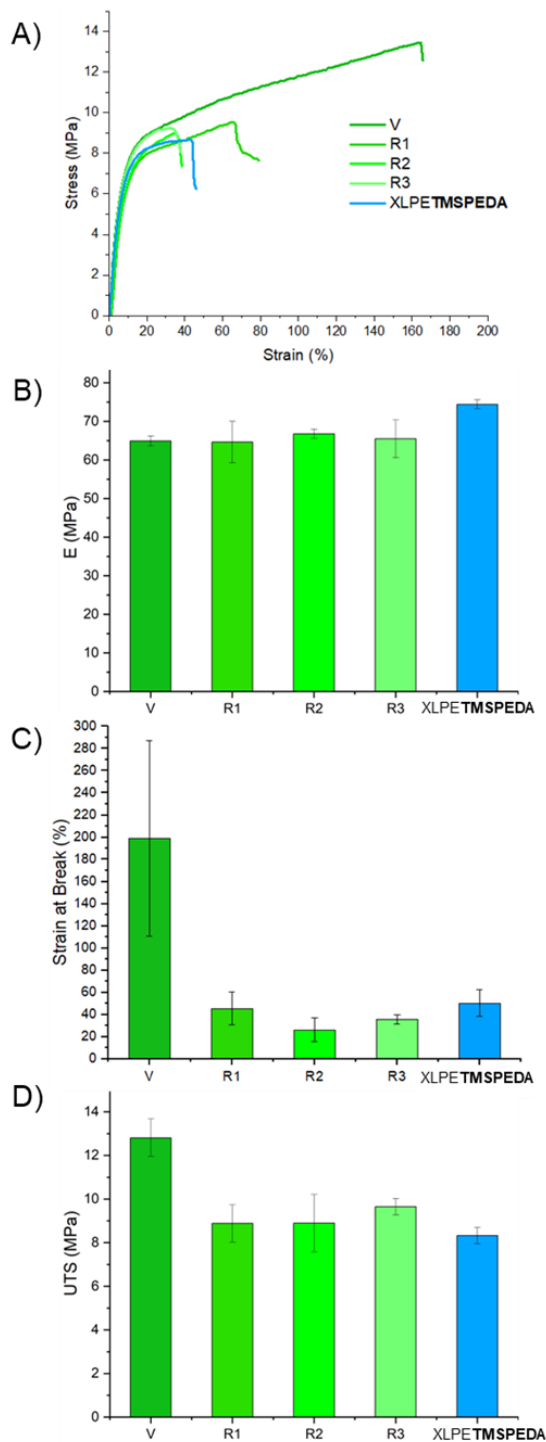 A)
Stress (MPa)
14
12
10
8
6
4
2
0
V
R1
R2
R3
XLPETMSPEDA
0 20 40 60 80 100 120 140 160 180 200
Strain (%)
B)
E (MPa)
80
70
60
50
40
30
20
10
0
V R1 R2 R3 XLPETMSPEDA
C)
Strain at Break (%)
300
280
260
240
220
200
180
160
140
120
100
80
60
40
20
0
V R1 R2 R3 XLPETMSPEDA
D)
UTS (MPa)
14
12
10
8
6
4
2
0
V R1 R2 R3 XLPETMSPEDA